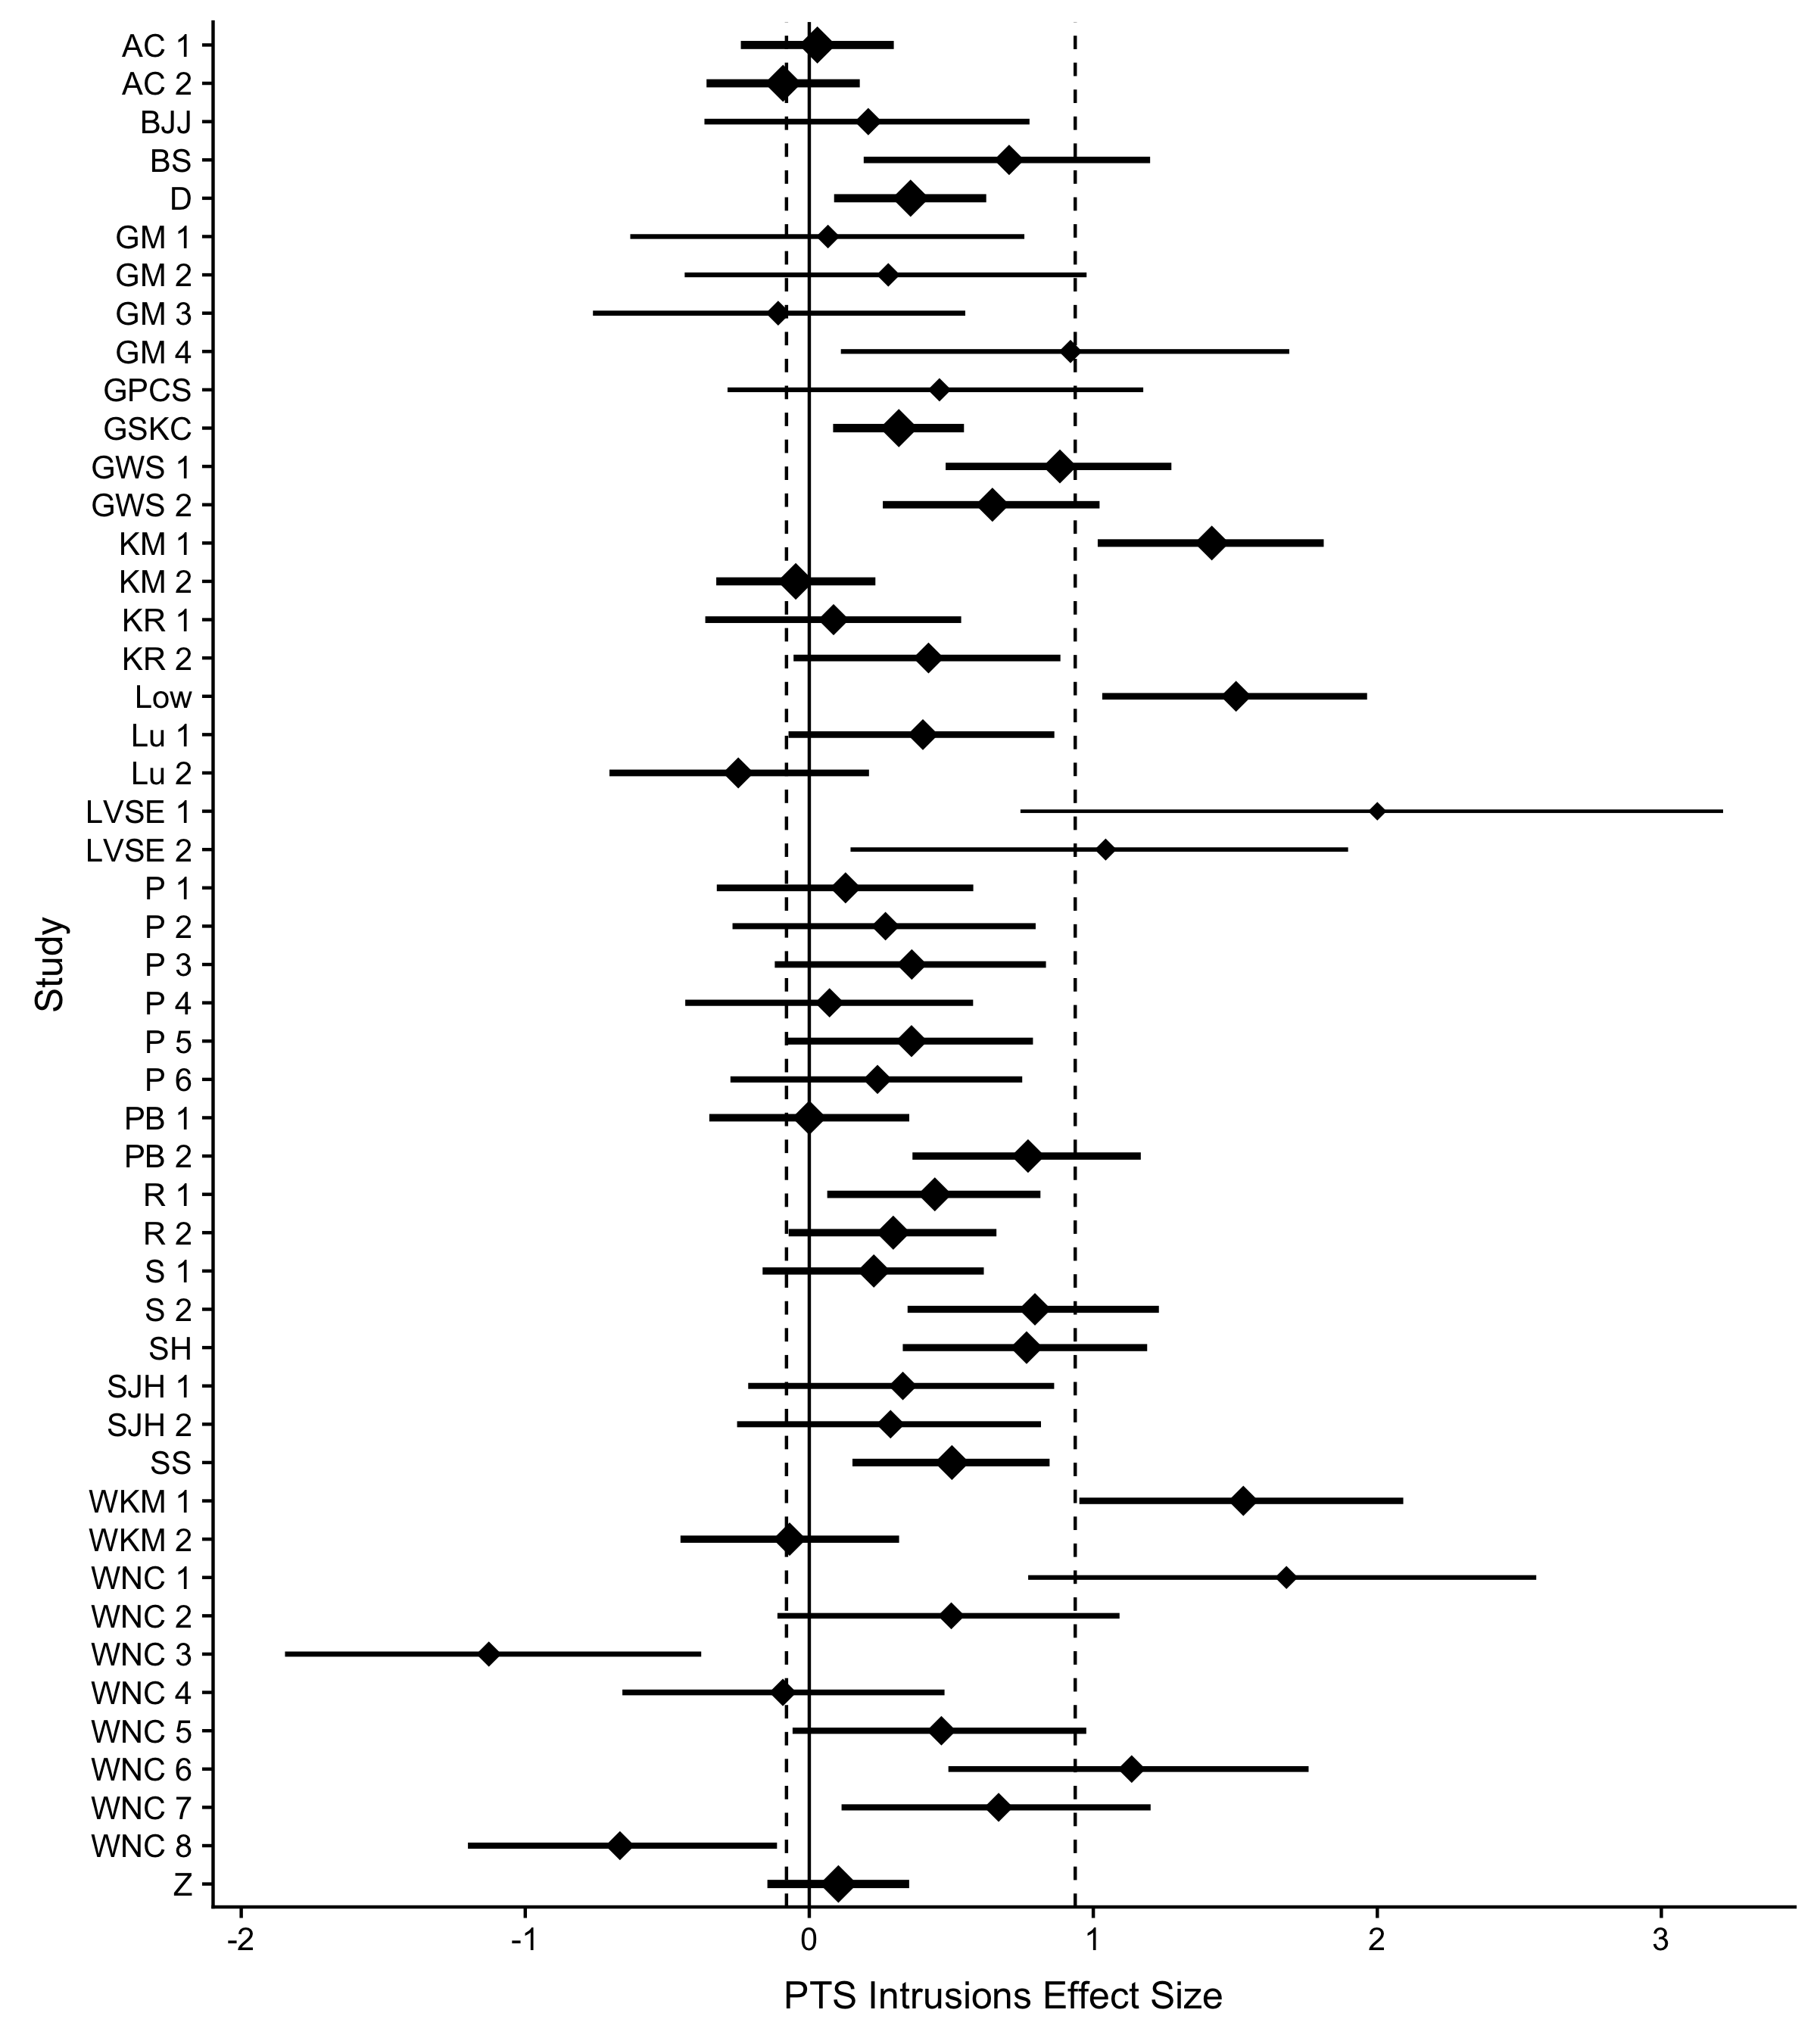 AC 1
AC 2
BJJ
BS
D
GM 1
GM 2
GM 3
GM 4
GPCS
GSKC
GWS 1
GWS 2
KM 1
KM 2
KR 1
KR 2
Low
Lu 1
Lu 2
LVSE 1
LVSE 2
P 1
P 2
P 3
P 4
P 5
P 6
PB 1
PB 2
R 1
R 2
S 1
S 2
SH
SJH 1
SJH 2
SS
WKM 1
WKM 2
WNC 1
WNC 2
WNC 3
WNC 4
WNC 5
WNC 6
WNC 7
WNC 8
Z
Study
-2 -1 0 1 2 3
PTS Intrusions Effect Size